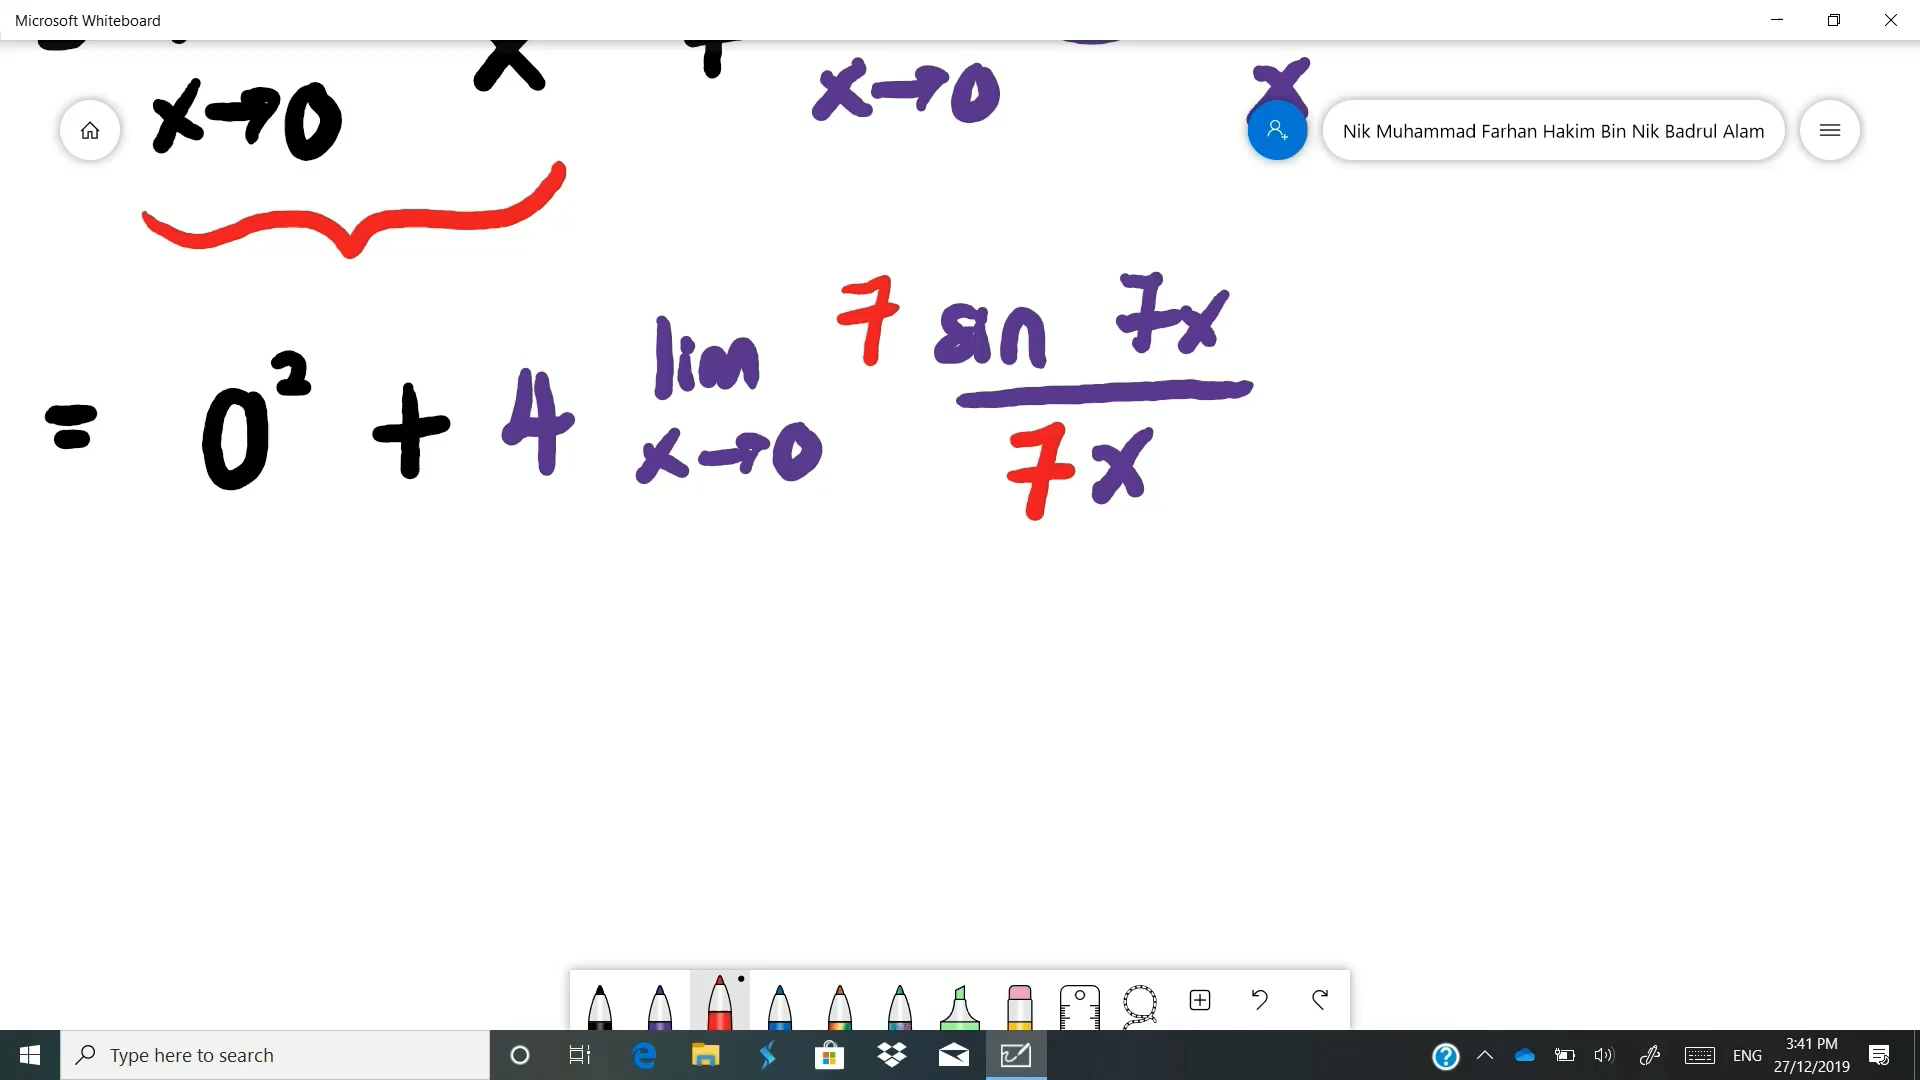 Microsoft Whiteboard
x +
x→0 x→0 x
Nik Muhammad Farhan Hakim Bin Nik Badrul Alam
= 0² + 4 lim x→0 7 sin 7x / 7x
Type here to search
ENG
3:41 PM
27/12/2019